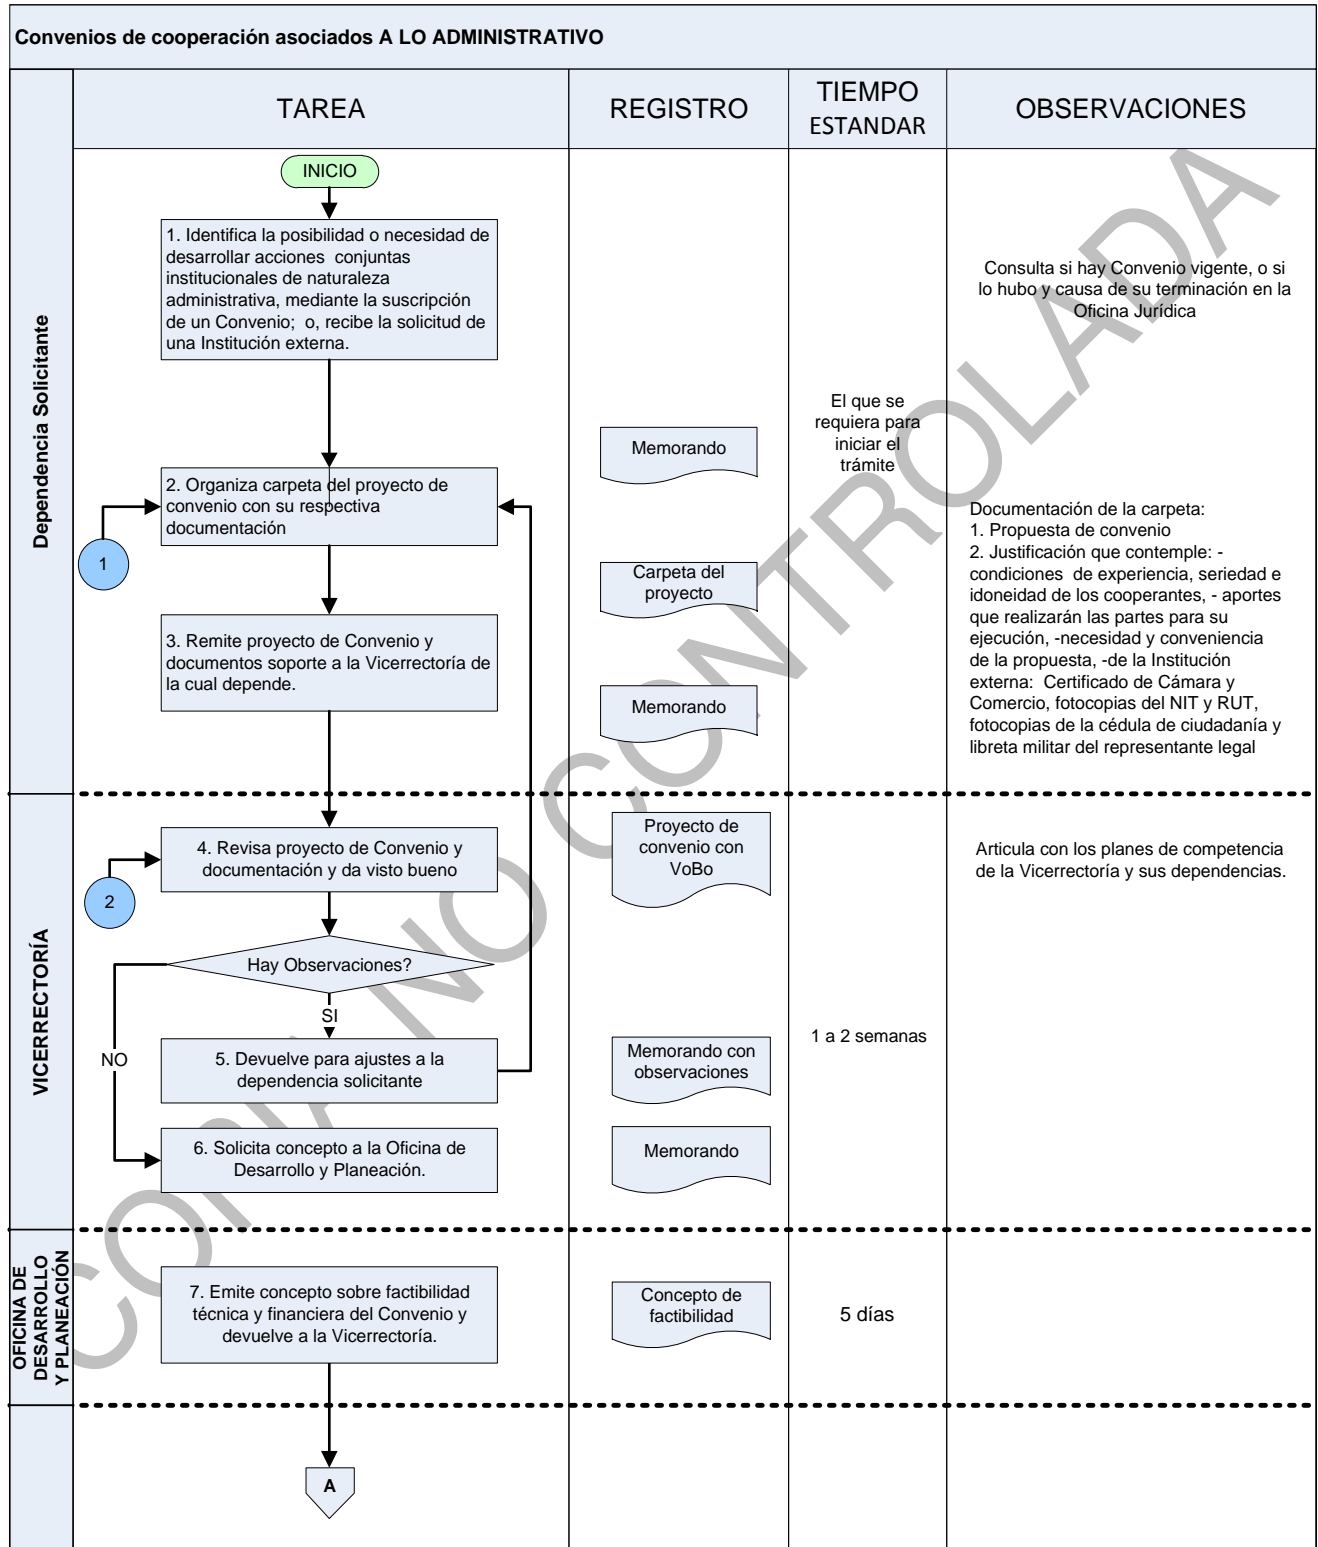 Convenios de cooperación asociados A LO ADMINISTRATIVO
TAREA
REGISTRO
TIEMPO
ESTANDAR
OBSERVACIONES
Dependencia Solicitante
INICIO
1. Identifica la posibilidad o necesidad de
desarrollar acciones conjuntas
institucionales de naturaleza
administrativa, mediante la suscripción
de un Convenio; o, recibe la solicitud de
una Institución externa.
Consulta si hay Convenio vigente, o si
lo hubo y causa de su terminación en la
Oficina Jurídica
El que se
requiera para
iniciar el
trámite
Memorando
2. Organiza carpeta del proyecto de
convenio con su respectiva
documentación
1
Carpeta del
proyecto
Documentación de la carpeta:
1. Propuesta de convenio
2. Justificación que contemple: -
condiciones de experiencia, seriedad e
idoneidad de los cooperantes, - aportes
que realizarán las partes para su
ejecución, -necesidad y conveniencia
de la propuesta, -de la Institución
externa: Certificado de Cámara y
Comercio, fotocopias del NIT y RUT,
fotocopias de la cédula de ciudadanía y
libreta militar del representante legal
3. Remite proyecto de Convenio y
documentos soporte a la Vicerrectoría de
la cual depende.
Memorando
VICERRECTORÍA
4. Revisa proyecto de Convenio y
documentación y da visto bueno
2
Proyecto de
convenio con
VoBo
Articula con los planes de competencia
de la Vicerrectoría y sus dependencias.
Hay Observaciones?
SI
NO
1 a 2 semanas
5. Devuelve para ajustes a la
dependencia solicitante
Memorando con
observaciones
6. Solicita concepto a la Oficina de
Desarrollo y Planeación.
Memorando
OFICINA DE
DESARROLLO
Y PLANEACIÓN
7. Emite concepto sobre factibilidad
técnica y financiera del Convenio y
devuelve a la Vicerrectoría.
Concepto de
factibilidad
5 días
A
COPIA NO CONTROLADA